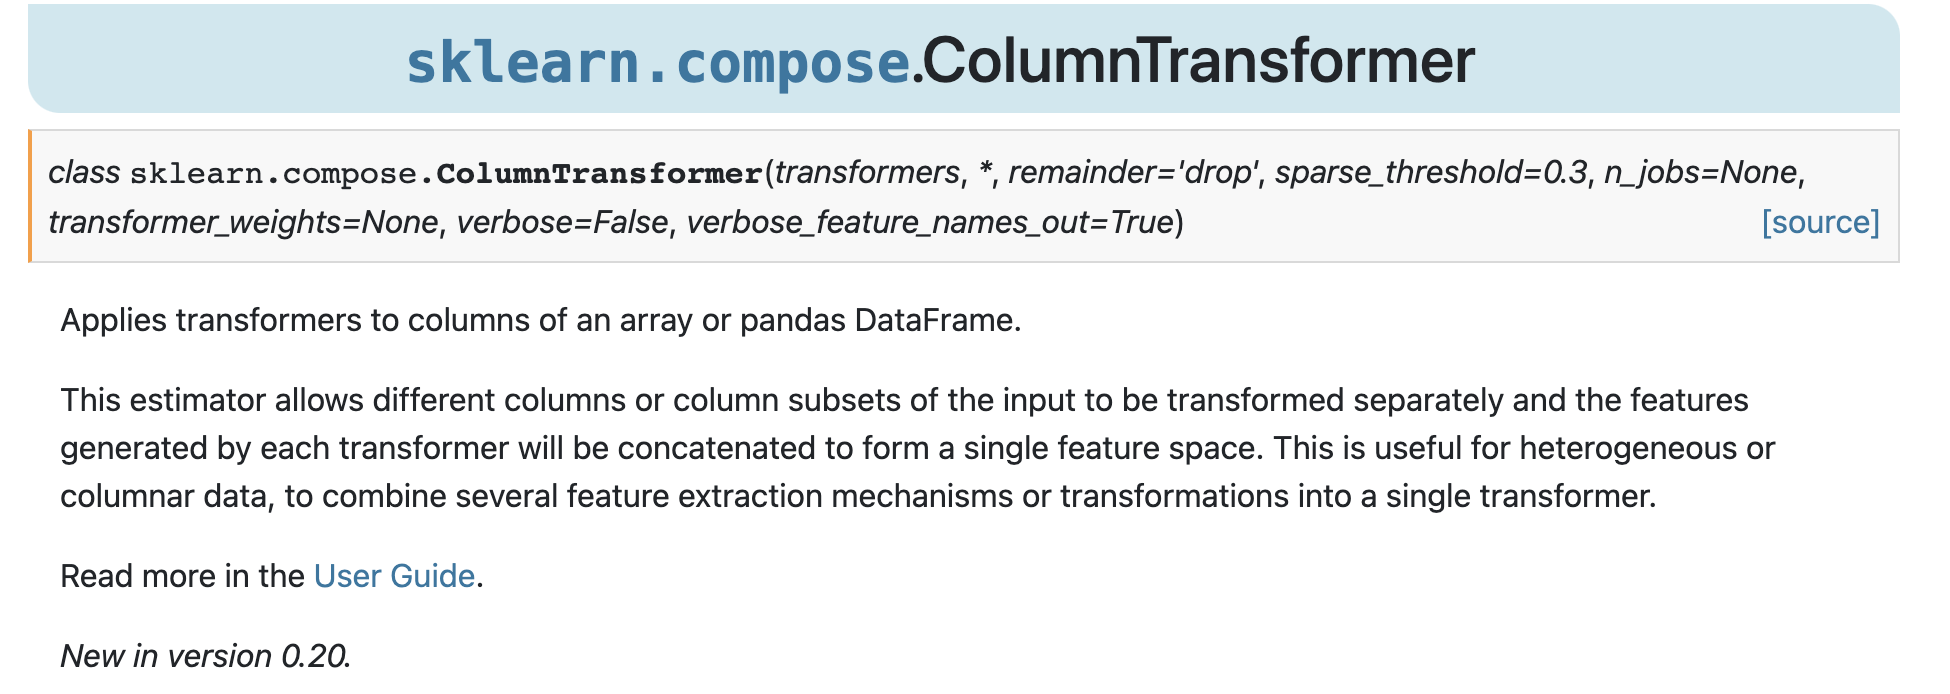 sklearn.compose.ColumnTransformer
class sklearn.compose.ColumnTransformer(transformers, *, remainder='drop', sparse_threshold=0.3, n_jobs=None,
transformer_weights=None, verbose=False, verbose_feature_names_out=True) [source]
Applies transformers to columns of an array or pandas DataFrame.
This estimator allows different columns or column subsets of the input to be transformed separately and the features
generated by each transformer will be concatenated to form a single feature space. This is useful for heterogeneous or
columnar data, to combine several feature extraction mechanisms or transformations into a single transformer.
Read more in the User Guide.
New in version 0.20.